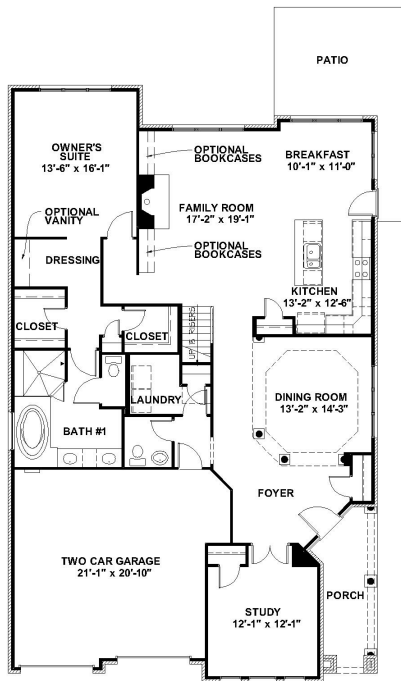 PATIO
OWNER'S
SUITE
13'-6" x 16'-1"
OPTIONAL
BOOKCASES
BREAKFAST
10'-1" x 11'-0"
FAMILY ROOM
17'-2" x 19'-1"
OPTIONAL
VANITY
OPTIONAL
BOOKCASES
DRESSING
KITCHEN
13'-2" x 12'-6"
CLOSET
CLOSET
UP 16 RISERS
LAUNDRY
DINING ROOM
13'-2" x 14'-3"
BATH #1
FOYER
TWO CAR GARAGE
21'-1" x 20'-10"
STUDY
12'-1" x 12'-1"
PORCH